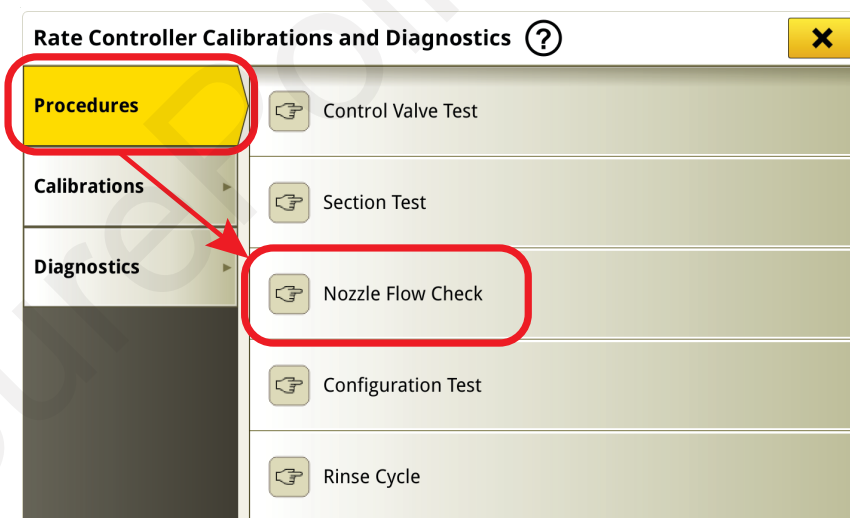 Rate Controller Calibrations and Diagnostics ?
Procedures
Calibrations
Diagnostics
Control Valve Test
Section Test
Nozzle Flow Check
Configuration Test
Rinse Cycle